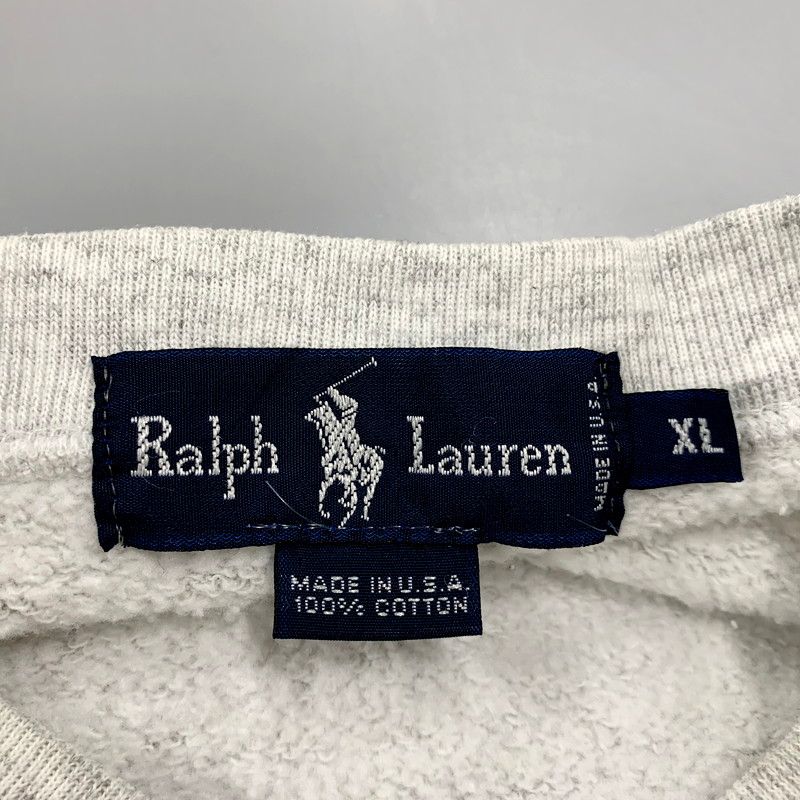 Ralph Lauren
MADE IN U.S.A.
XL
MADE IN U.S.A.
100% COTTON